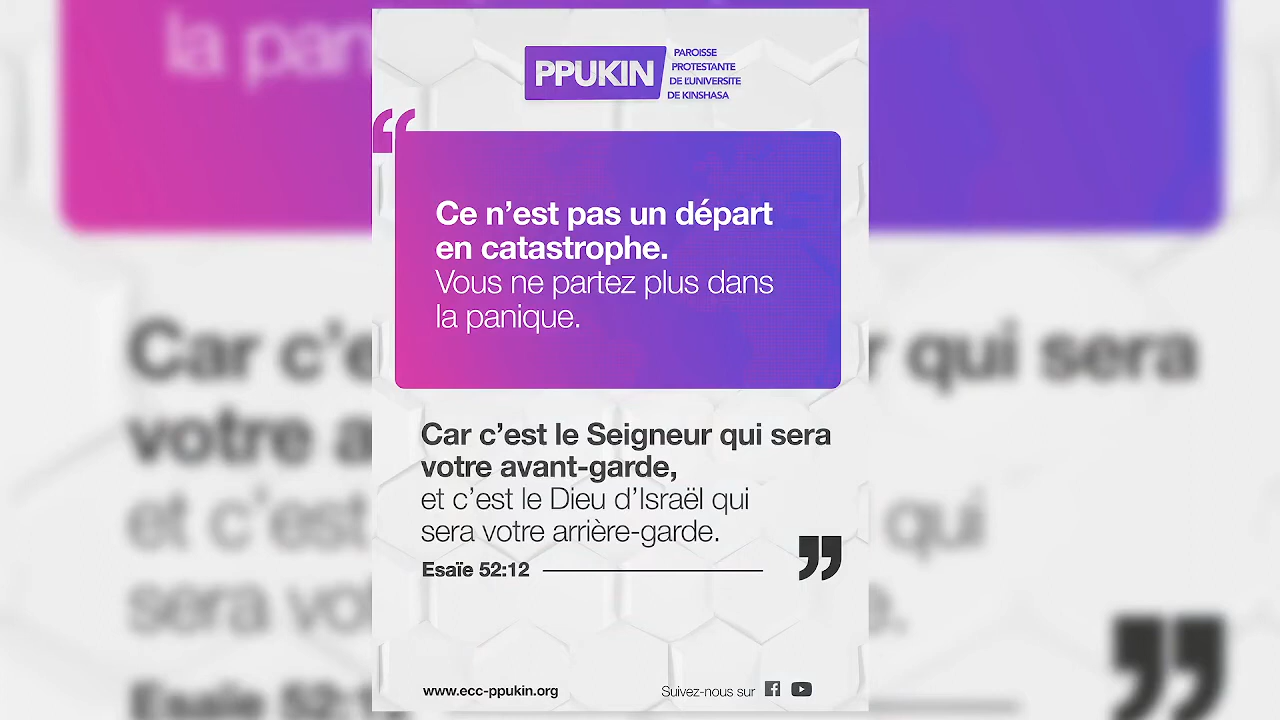 PPUKIN
PAROISSE
PROTESTANTE
DE L'UNIVERSITE
DE KINSHASA
“
Ce n’est pas un départ
en catastrophe.
Vous ne partez plus dans
la panique.
Car c’est le Seigneur qui sera
votre avant-garde,
et c’est le Dieu d’Israël qui
sera votre arrière-garde.
”
Esaïe 52:12
www.ecc-ppukin.org
Suivez-nous sur